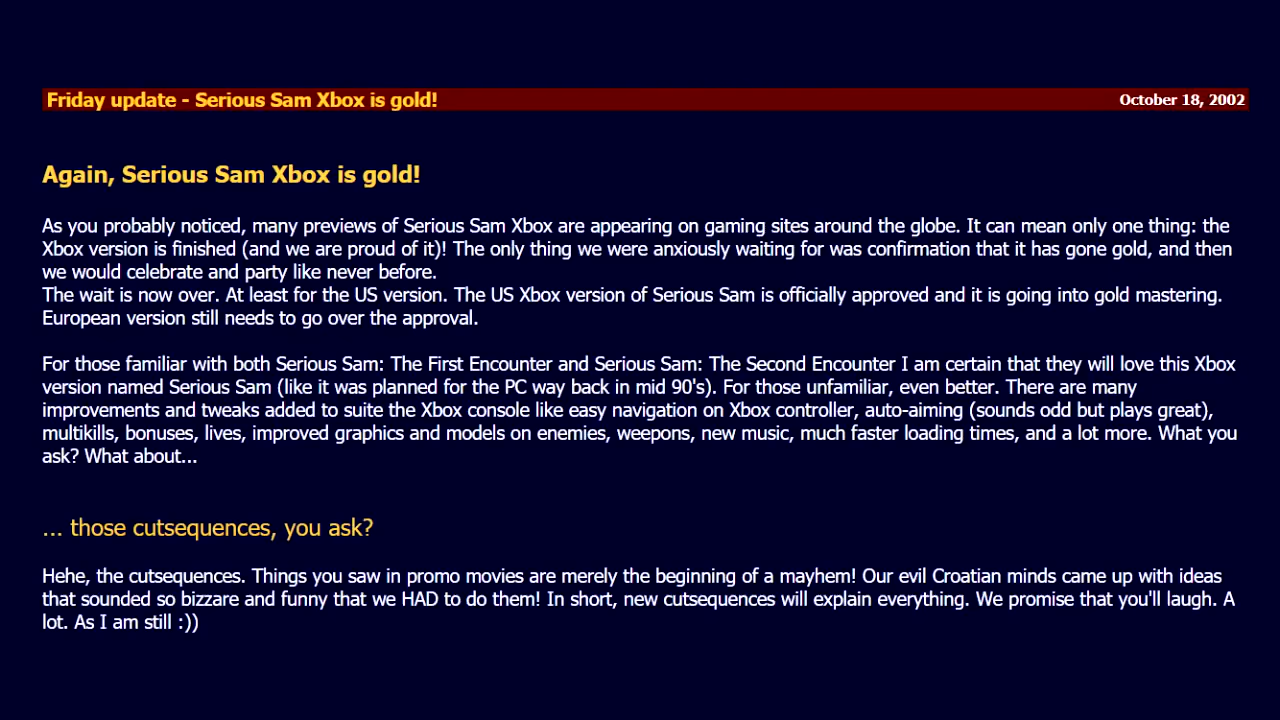 Friday update - Serious Sam Xbox is gold!
October 18, 2002
Again, Serious Sam Xbox is gold!
As you probably noticed, many previews of Serious Sam Xbox are appearing on gaming sites around the globe. It can mean only one thing: the
Xbox version is finished (and we are proud of it)! The only thing we were anxiously waiting for was confirmation that it has gone gold, and then
we would celebrate and party like never before.
The wait is now over. At least for the US version. The US Xbox version of Serious Sam is officially approved and it is going into gold mastering.
European version still needs to go over the approval.
For those familiar with both Serious Sam: The First Encounter and Serious Sam: The Second Encounter I am certain that they will love this Xbox
version named Serious Sam (like it was planned for the PC way back in mid 90's). For those unfamiliar, even better. There are many
improvements and tweaks added to suite the Xbox console like easy navigation on Xbox controller, auto-aiming (sounds odd but plays great),
multikills, bonuses, lives, improved graphics and models on enemies, weepons, new music, much faster loading times, and a lot more. What you
ask? What about...
... those cutsequences, you ask?
Hehe, the cutsequences. Things you saw in promo movies are merely the beginning of a mayhem! Our evil Croatian minds came up with ideas
that sounded so bizzare and funny that we HAD to do them! In short, new cutsequences will explain everything. We promise that you'll laugh. A
lot. As I am still :))